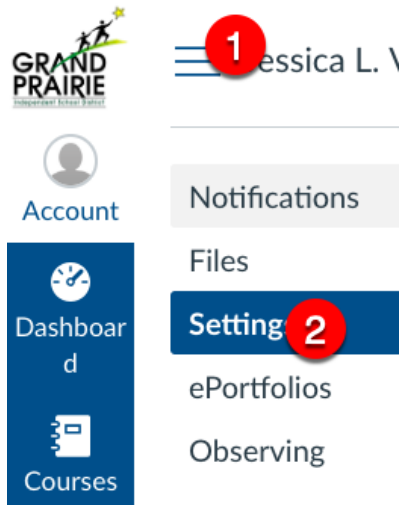 GRAND
PRAIRIE
Independent School District
1
essica L. V
Account
Notifications
Files
Settings
2
Dashboar
d
ePortfolios
Observing
Courses